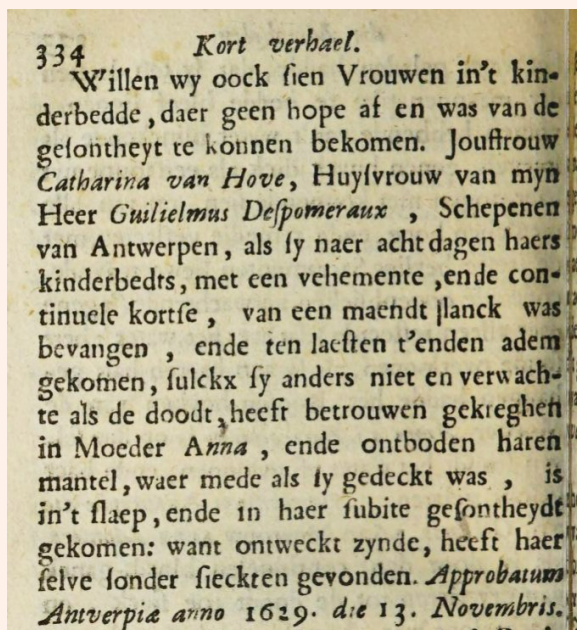 334 Kort verhael.
Willen wy oock ſien Vrouwen in't kin-
derbedde, daer geen hope af en was van de
geſontheyt te konnen bekomen. Jouſtrouw
Catharina van Hove, Huyſvrouw van myn
Heer Guilielmus Deſpomeraux , Schepenen
van Antwerpen, als ſy naer acht dagen haers
kinderbedts, met een vehemente ,ende con-
tinuele kortſe , van een maendt lanck was
bevangen , ende ten laeſten t'enden adem
gekomen, ſulckx ſy anders niet en verwach-
te als de doodt, heeft betrouwen gekreghen
in Moeder Anna , ende ontboden haren
mantel, waer mede als ſy gedeckt was , is
in't ſlaep, ende in haer ſubite geſontheydt
gekomen: want ontweckt zynde, heeft haer
ſelve ſonder ſieckten gevonden. Approbatum
Antverpiæ anno 1629. die 13. Novembris.